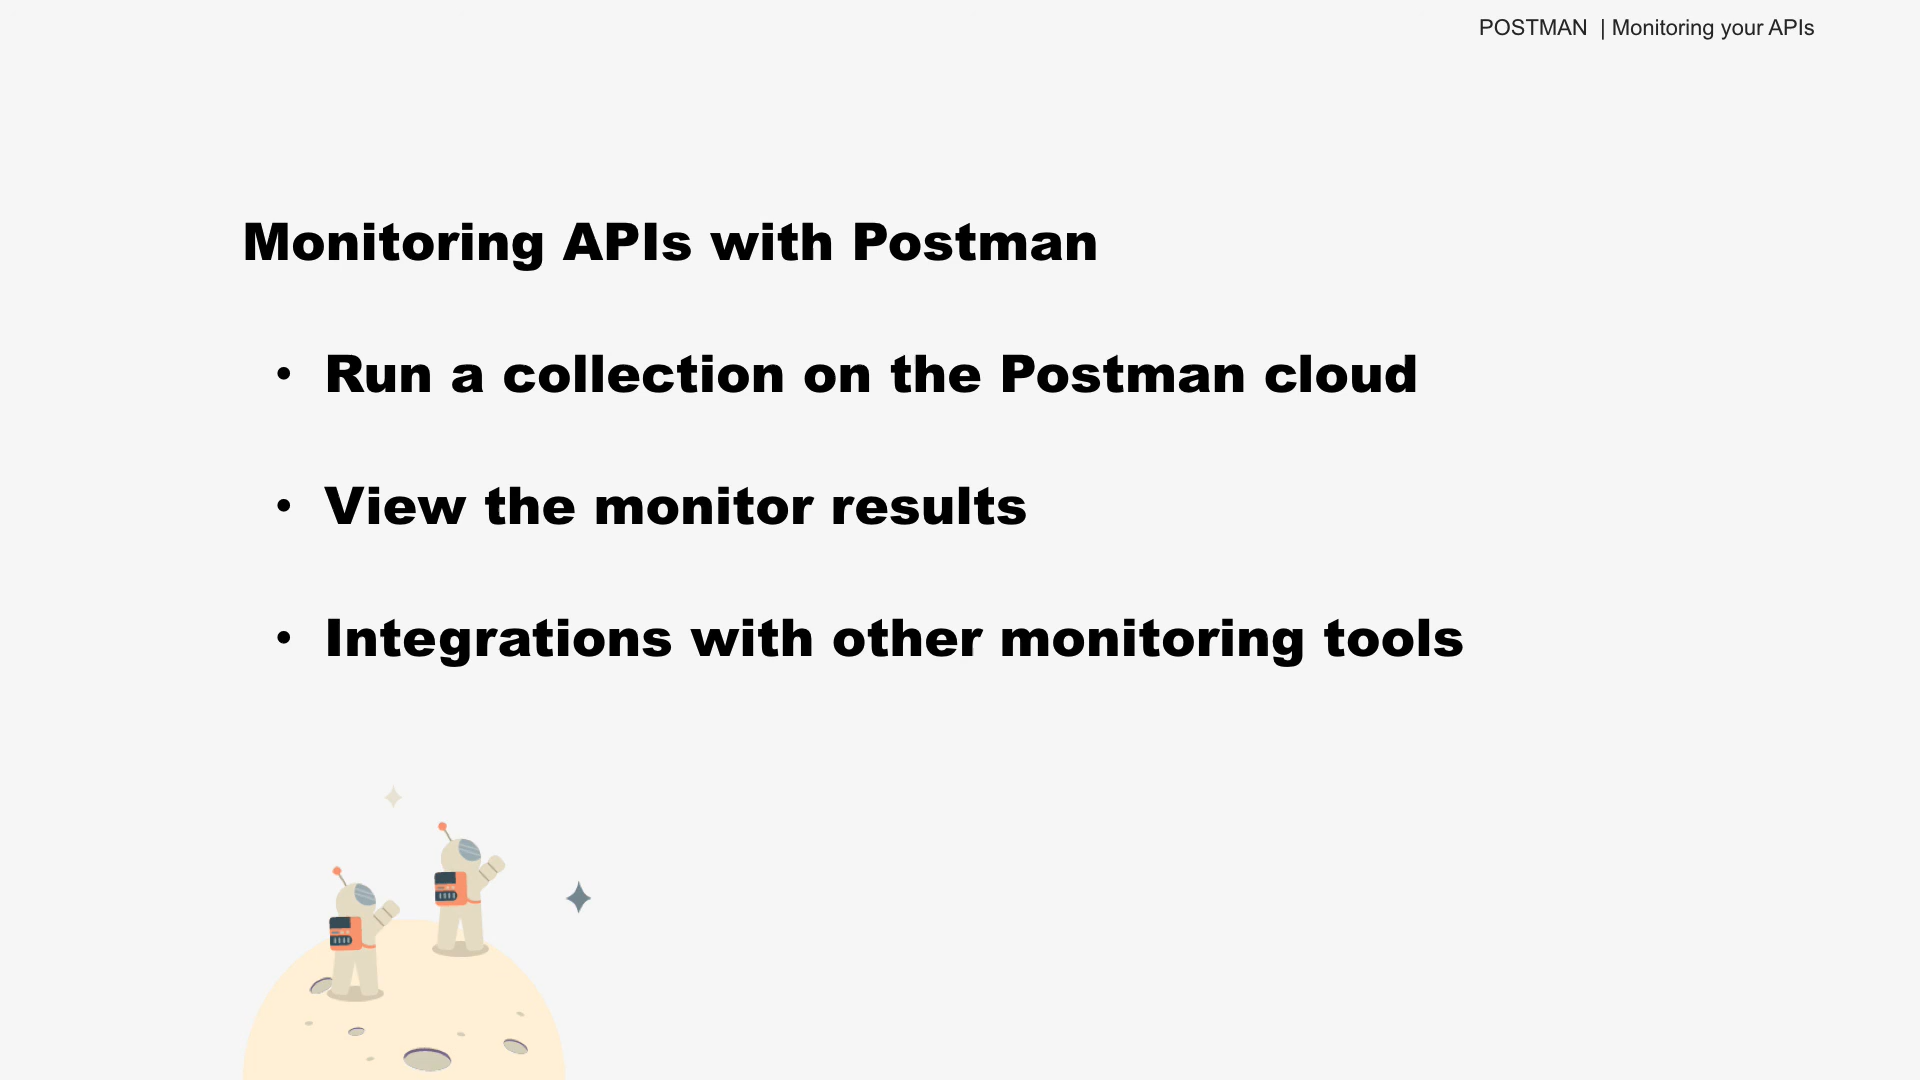 POSTMAN | Monitoring your APIs
Monitoring APIs with Postman
• Run a collection on the Postman cloud
• View the monitor results
• Integrations with other monitoring tools